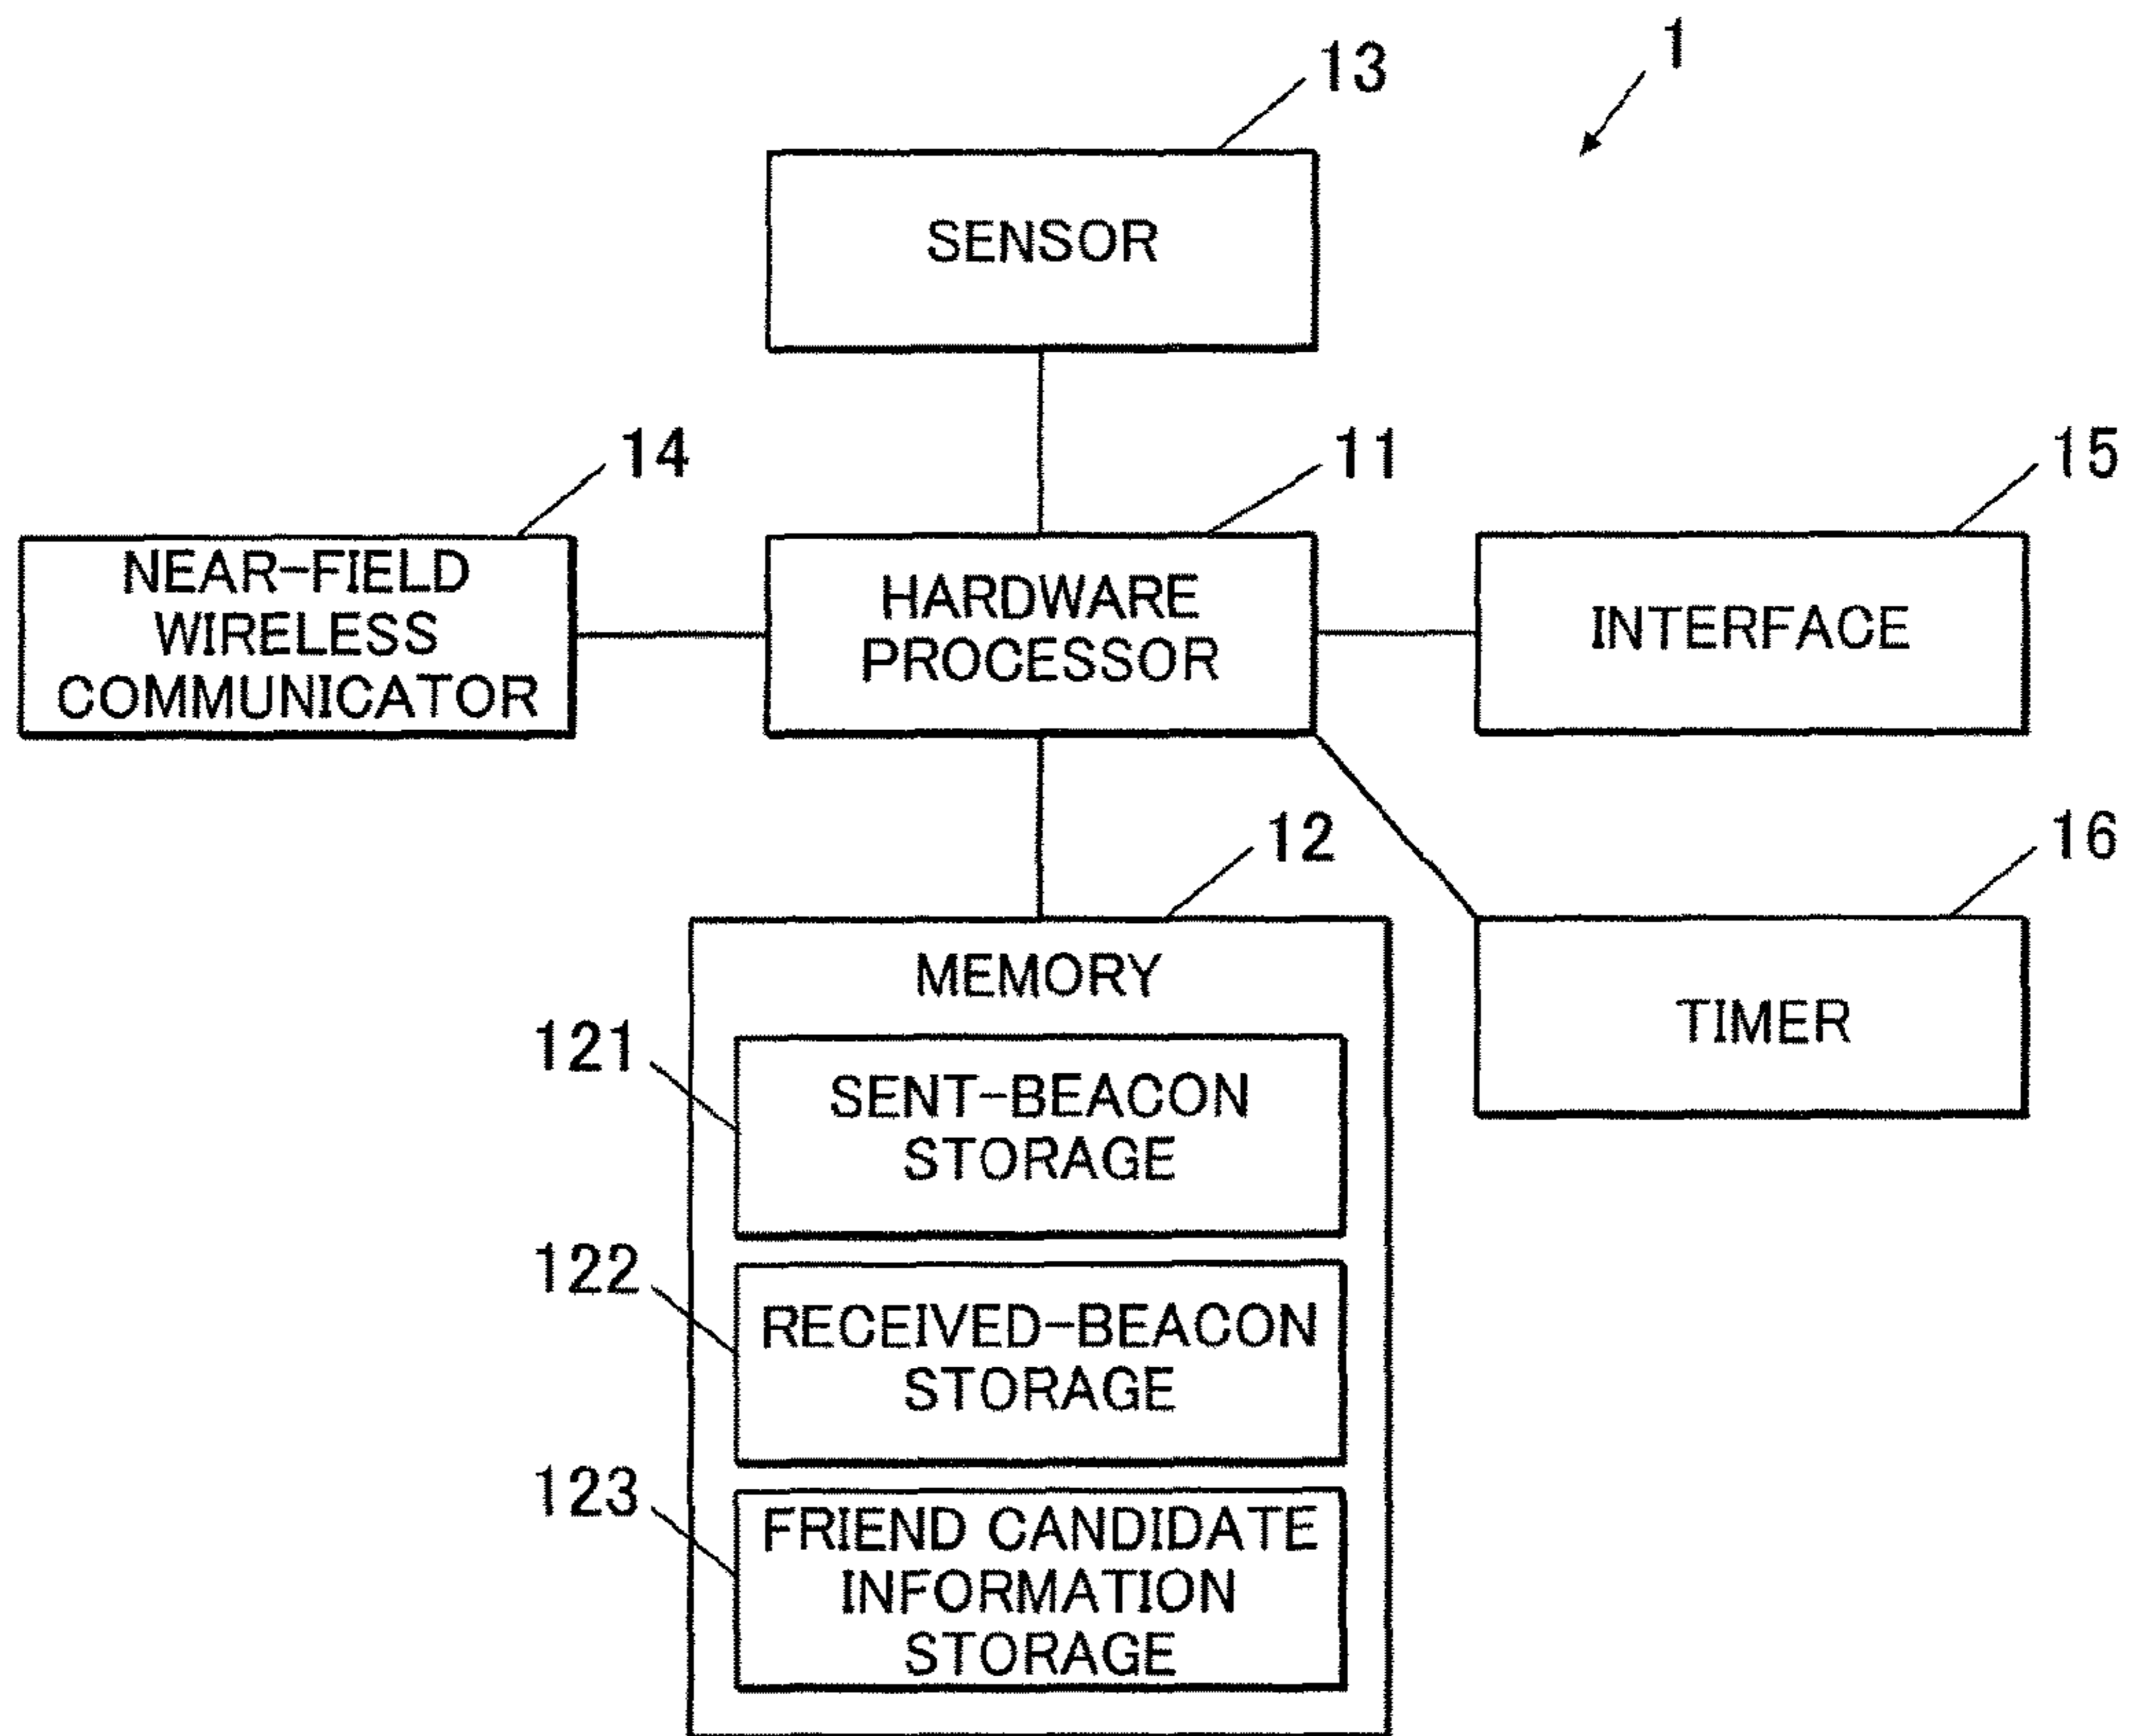 1
13
SENSOR
14
11
15
NEAR-FIELD
WIRELESS
COMMUNICATOR
HARDWARE
PROCESSOR
INTERFACE
12
16
MEMORY
TIMER
121
SENT-BEACON
STORAGE
122
RECEIVED-BEACON
STORAGE
123
FRIEND CANDIDATE
INFORMATION
STORAGE